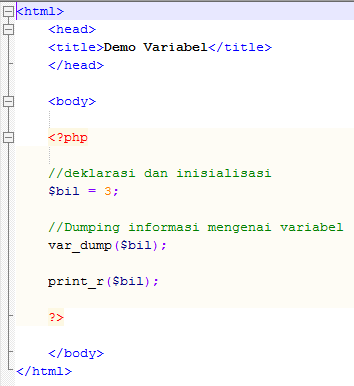 <html>
<head>
<title>Demo Variabel</title>
</head>
<body>
<?php
//deklarasi dan inisialisasi
$bil = 3;
//Dumping informasi mengenai variabel
var_dump($bil);
print_r($bil);
?>
</body>
</html>